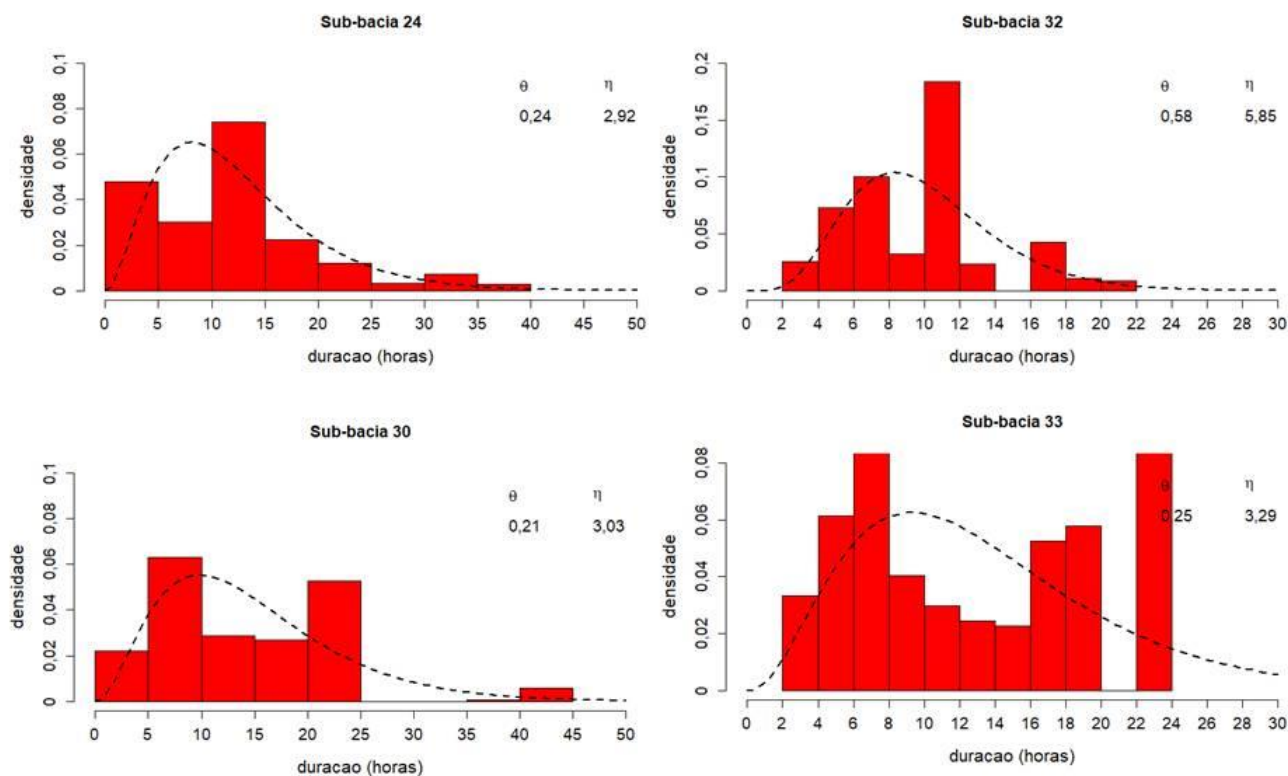 Sub-bacia 24
θ η
0,24 2,92
densidade
0,1
0,08
0,06
0,04
0,02
0
0 5 10 15 20 25 30 35 40 45 50
duracao (horas)
Sub-bacia 32
θ η
0,58 5,85
densidade
0,2
0,15
0,1
0,05
0
0 2 4 6 8 10 12 14 16 18 20 22 24 26 28 30
duracao (horas)
Sub-bacia 30
θ η
0,21 3,03
densidade
0,1
0,08
0,06
0,04
0,02
0
0 5 10 15 20 25 30 35 40 45 50
duracao (horas)
Sub-bacia 33
θ η
0,25 3,29
densidade
0,08
0,06
0,04
0,02
0
0 2 4 6 8 10 12 14 16 18 20 22 24 26 28 30
duracao (horas)